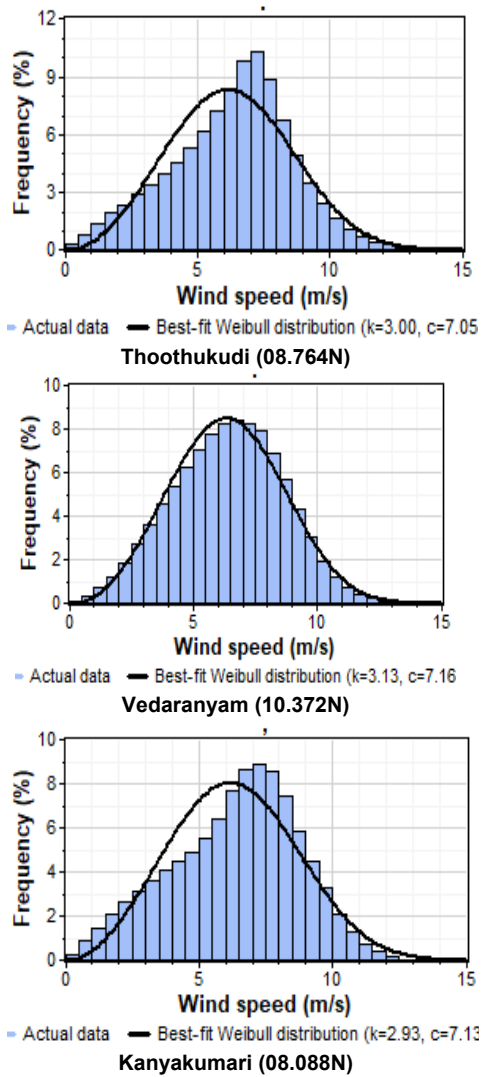 12
9
6
3
0
Frequency (%)
0
5
10
15
Wind speed (m/s)
Actual data
Best-fit Weibull distribution (k=3.00, c=7.05
Thoothukudi (08.764N)
10
8
6
4
2
0
Frequency (%)
0
5
10
15
Wind speed (m/s)
Actual data
Best-fit Weibull distribution (k=3.13, c=7.16
Vedaranyam (10.372N)
10
8
6
4
2
0
Frequency (%)
0
5
10
15
Wind speed (m/s)
Actual data
Best-fit Weibull distribution (k=2.93, c=7.13
Kanyakumari (08.088N)